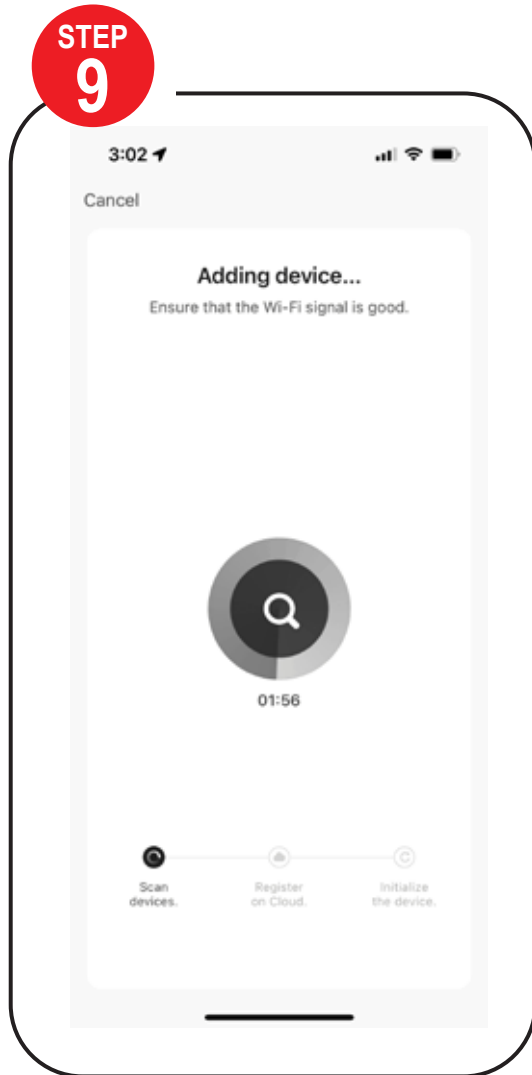 STEP
9
3:02
Cancel
Adding device...
Ensure that the Wi-Fi signal is good.
01:56
Scan
devices.
Register
on Cloud.
Initialize
the device.